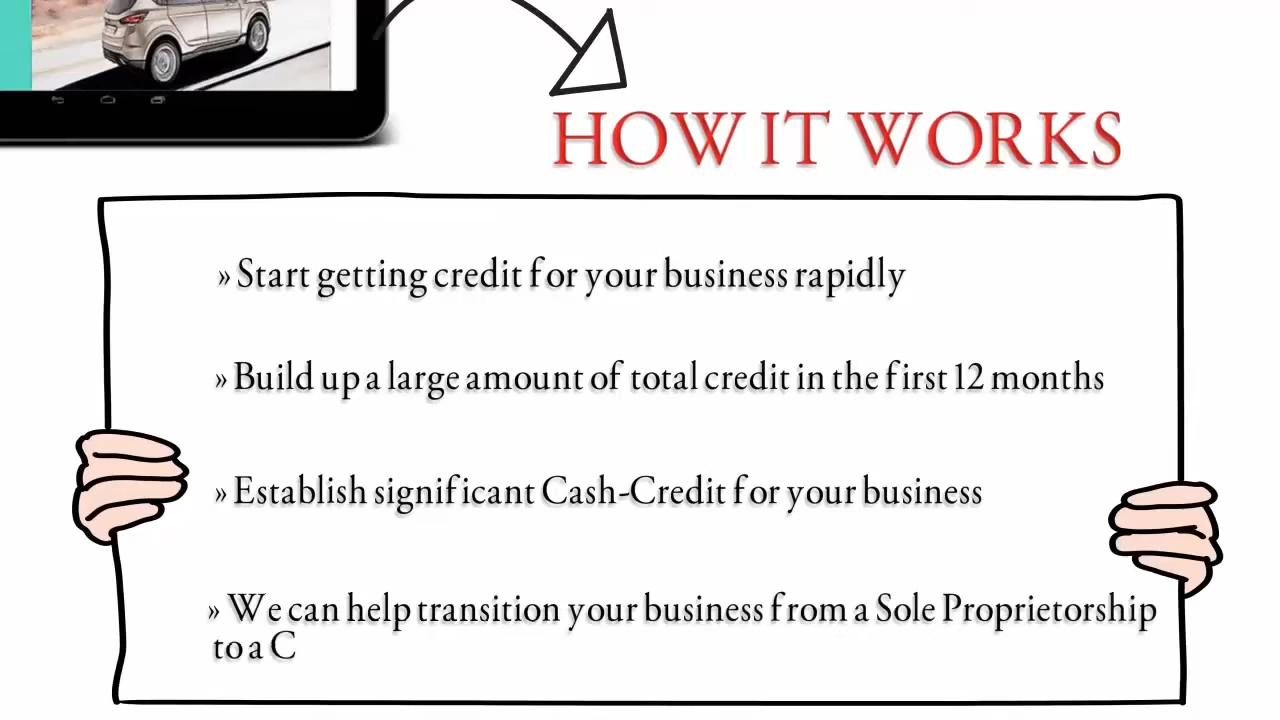 HOW IT WORKS
» Start getting credit for your business rapidly
» Build up a large amount of total credit in the first 12 months
» Establish significant Cash-Credit for your business
» We can help transition your business from a Sole Proprietorship
to a C